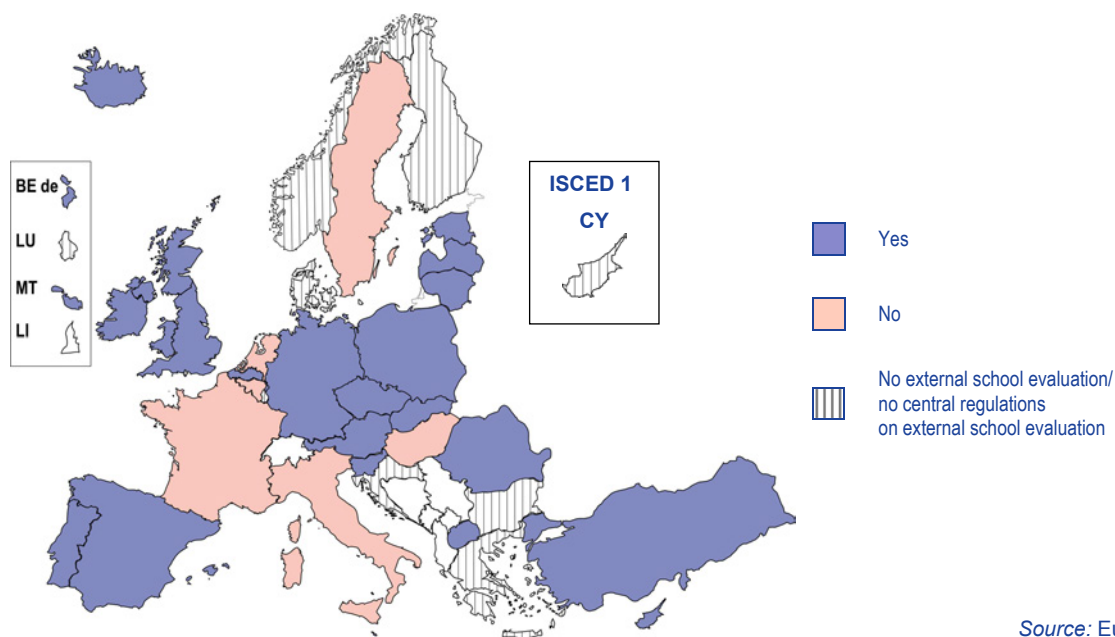 BE de
LU
MT
LI
ISCED 1
CY
Yes
No
No external school evaluation/
no central regulations
on external school evaluation
Source: